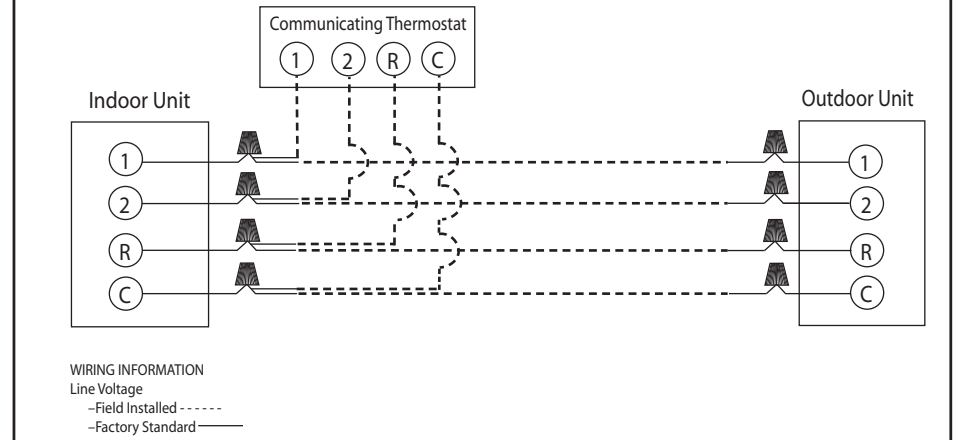 Communicating Thermostat
1 2 R C
Indoor Unit
Outdoor Unit
1 1
2 2
R R
C C
WIRING INFORMATION
Line Voltage
–Field Installed - - - - - -
–Factory Standard